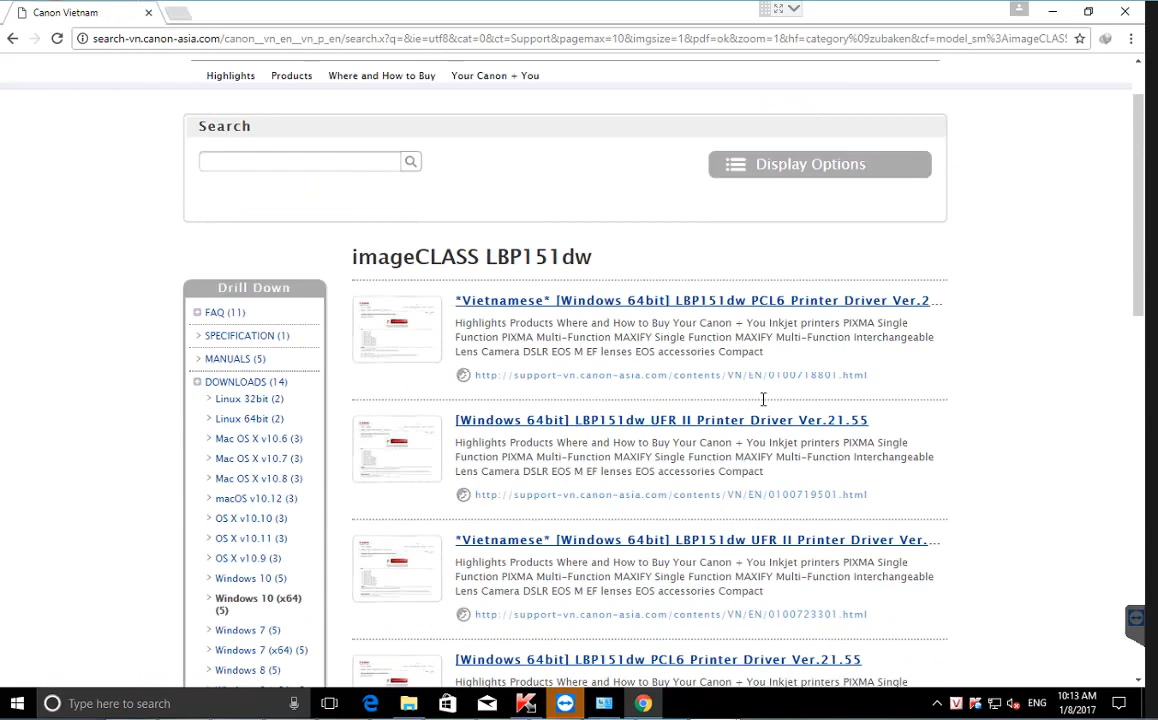 Canon Vietnam
search-vn.canon-asia.com/canon__vn_en__vn_p_en/search.x?q=&ie=utf8&cat=0&ct=Support&pagemax=10&imgsize=1&pdf=ok&zoom=1&hf=category%09zubaken&cf=model_sm%3AimageCLASS
Highlights Products Where and How to Buy Your Canon + You
Search
Display Options
imageCLASS LBP151dw
Drill Down
FAQ (11)
SPECIFICATION (1)
MANUALS (5)
DOWNLOADS (14)
Linux 32bit (2)
Linux 64bit (2)
Mac OS X v10.6 (3)
Mac OS X v10.7 (3)
Mac OS X v10.8 (3)
macOS v10.12 (3)
OS X v10.10 (3)
OS X v10.11 (3)
OS X v10.9 (3)
Windows 10 (5)
Windows 10 (x64)
(5)
Windows 7 (5)
Windows 7 (x64) (5)
Windows 8 (5)
*Vietnamese* [Windows 64bit] LBP151dw PCL6 Printer Driver Ver.2...
Highlights Products Where and How to Buy Your Canon + You Inkjet printers PIXMA Single
Function PIXMA Multi-Function MAXIFY Single Function MAXIFY Multi-Function Interchangeable
Lens Camera DSLR EOS M EF lenses EOS accessories Compact
http://support-vn.canon-asia.com/contents/VN/EN/0100718801.html
[Windows 64bit] LBP151dw UFR II Printer Driver Ver.21.55
Highlights Products Where and How to Buy Your Canon + You Inkjet printers PIXMA Single
Function PIXMA Multi-Function MAXIFY Single Function MAXIFY Multi-Function Interchangeable
Lens Camera DSLR EOS M EF lenses EOS accessories Compact
http://support-vn.canon-asia.com/contents/VN/EN/0100719501.html
*Vietnamese* [Windows 64bit] LBP151dw UFR II Printer Driver Ver....
Highlights Products Where and How to Buy Your Canon + You Inkjet printers PIXMA Single
Function PIXMA Multi-Function MAXIFY Single Function MAXIFY Multi-Function Interchangeable
Lens Camera DSLR EOS M EF lenses EOS accessories Compact
http://support-vn.canon-asia.com/contents/VN/EN/0100723301.html
[Windows 64bit] LBP151dw PCL6 Printer Driver Ver.21.55
Highlights Products Where and How to Buy Your Canon + You Inkjet printers PIXMA Single
Type here to search
ENG
10:13 AM
1/8/2017